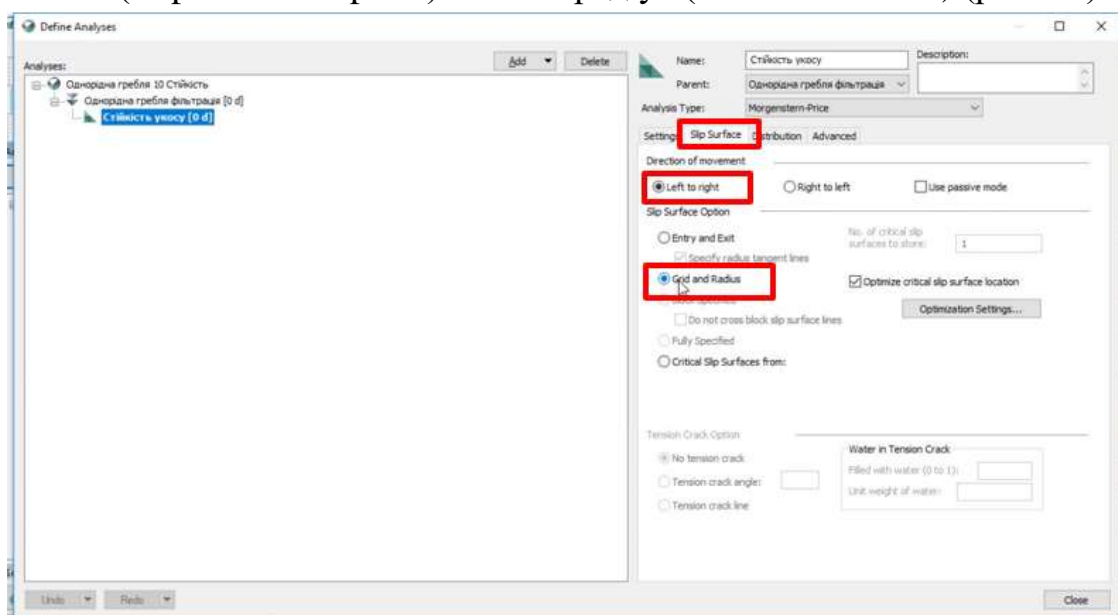 Define Analyses
Analyses:
Add
Delete
Однорідна гребля 10 Стійкість
Однорідна гребля фільтрація [0 d]
Стійкість укосу [0 d]
Name:
Стійкість укосу
Description:
Parent:
Однорідна гребля фільтрація
Analysis Type:
Morgenstern-Price
Settings Slip Surface Distribution Advanced
Direction of movement
Left to right
Right to left
Use passive mode
Slip Surface Option
Entry and Exit
Specify radius tangent lines
No. of critical slip
surfaces to store:
1
Grid and Radius
Optimize critical slip surface location
Block Specified
Optimization Settings...
Do not cross block slip surface lines
Fully Specified
Critical Slip Surfaces from:
Tension Crack Option
No tension crack
Tension crack angle:
Tension crack line
Water in Tension Crack
Filled with water (0 to 1):
Unit weight of water:
Undo
Redo
Close